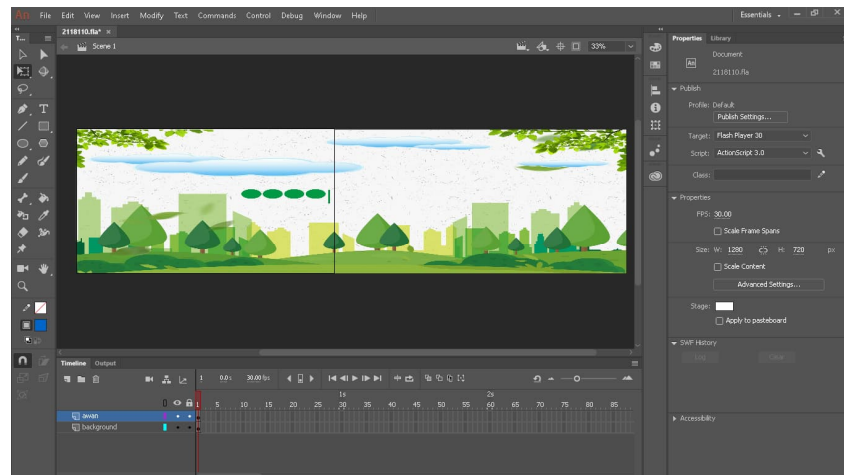 An File Edit View Insert Modify Text Commands Control Debug Window Help Essentials
2118110.fla*
T...
Scene 1 33%
Properties Library
Document
An
2118110.fla
Publish
Profile: Default
Publish Settings...
Target: Flash Player 30
Script: ActionScript 3.0
Class:
Properties
FPS: 30.00
Scale Frame Spans
Size: W: 1280 H: 720 px
Scale Content
Advanced Settings...
Stage:
Apply to pasteboard
SWF History
Log Clear
Accessibility
Timeline Output
1 0.0 s 30.00 fps
1s 2s
1 5 10 15 20 25 30 35 40 45 50 55 60 65 70 75 80 85
awan
background